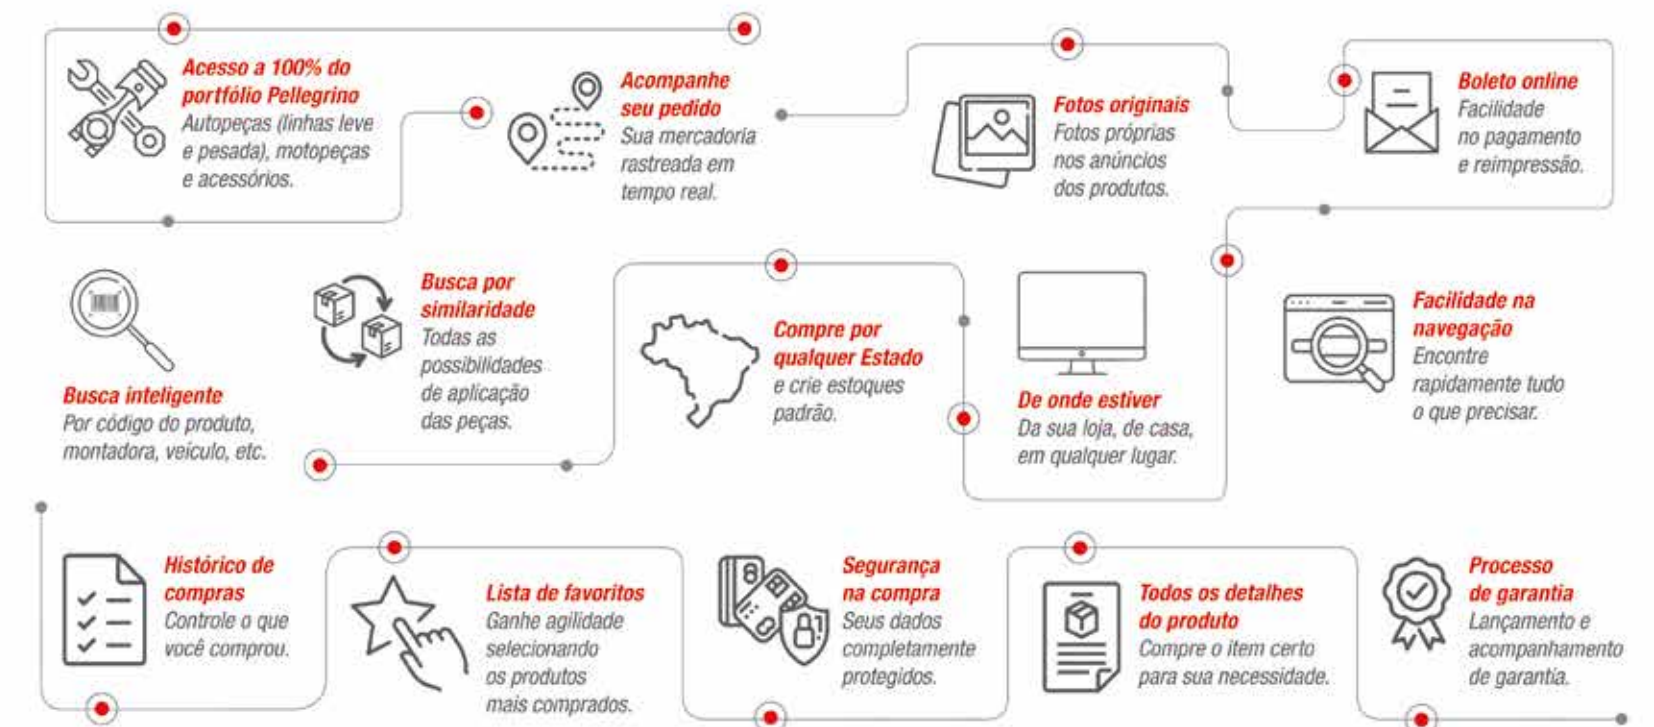 Acesso a 100% do
portfólio Pellegrino
Autopeças (linhas leve
e pesada), motopeças
e acessórios.
Acompanhe
seu pedido
Sua mercadoria
rastreada em
tempo real.
Fotos originais
Fotos próprias
nos anúncios
dos produtos.
Boleto online
Facilidade
no pagamento
e reimpressão.
Busca inteligente
Por código do produto,
montadora, veículo, etc.
Busca por
similaridade
Todas as
possibilidades
de aplicação
das peças.
Compre por
qualquer Estado
e crie estoques
padrão.
De onde estiver
Da sua loja, de casa,
em qualquer lugar.
Facilidade na
navegação
Encontre
rapidamente tudo
o que precisar.
Histórico de
compras
Controle o que
você comprou.
Lista de favoritos
Ganhe agilidade
selecionando
os produtos
mais comprados.
Segurança
na compra
Seus dados
completamente
protegidos.
Todos os detalhes
do produto
Compre o item certo
para sua necessidade.
Processo
de garantia
Lançamento e
acompanhamento
de garantia.